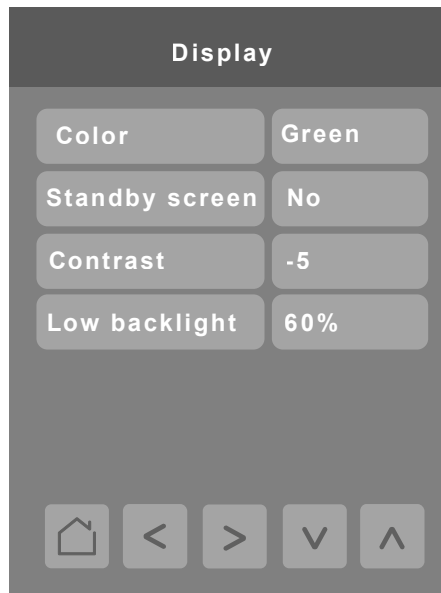 Display
Color Green
Standby screen No
Contrast -5
Low backlight 60%
< > V Λ